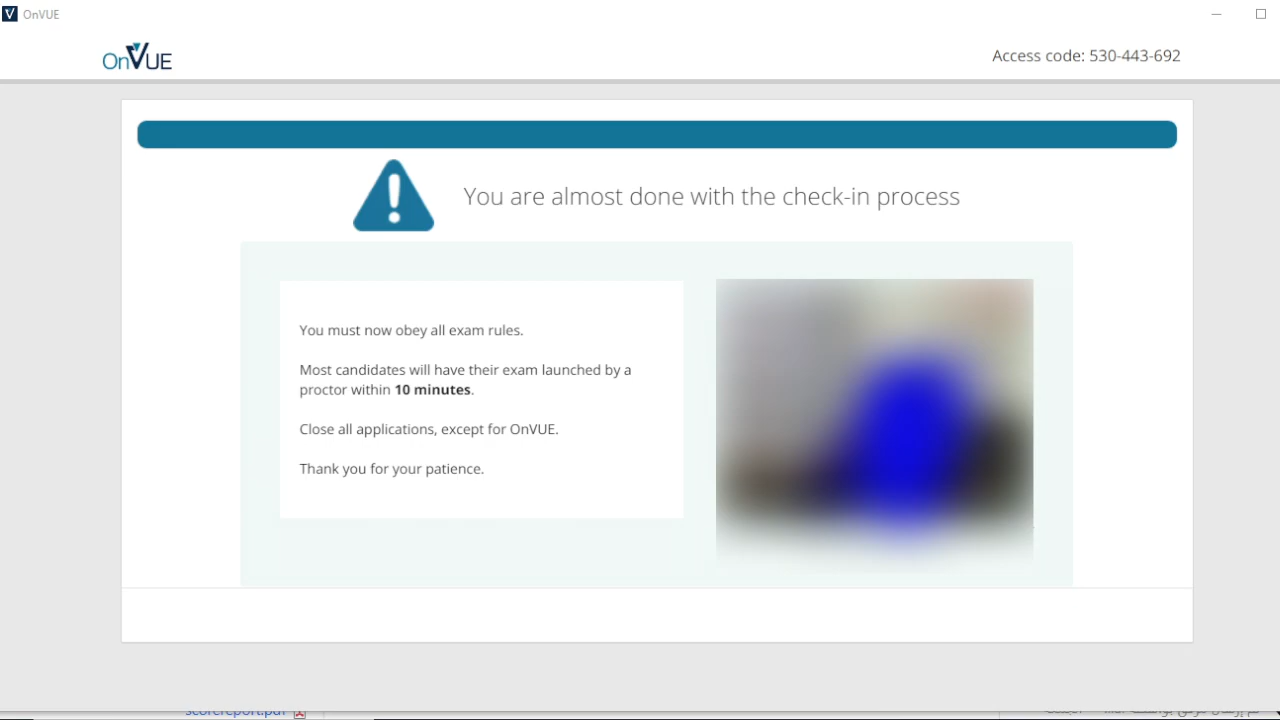 OnVUE
OnVUE
Access code: 530-443-692
You are almost done with the check-in process
You must now obey all exam rules.
Most candidates will have their exam launched by a
proctor within 10 minutes.
Close all applications, except for OnVUE.
Thank you for your patience.
scorereport.pdf